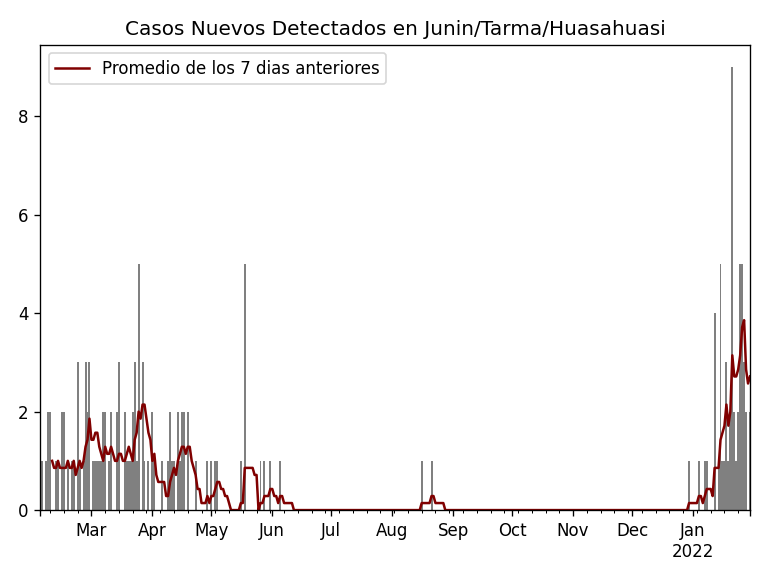 Casos Nuevos Detectados en Junin/Tarma/Huasahuasi
Promedio de los 7 dias anteriores
8
6
4
2
0
Mar Apr May Jun Jul Aug Sep Oct Nov Dec Jan
2022